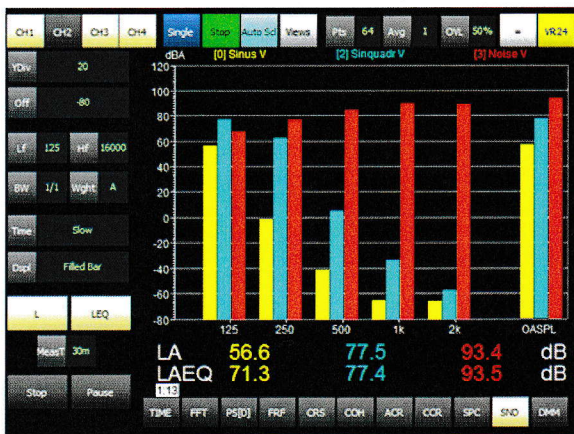 CH1 CH2 CH3 CH4 Single Stop Auto Scl Views Pts 64 Avg 1 OVL 50% = VR24
dBA [0] Sinus V [2] Sinquadr V [3] Noise V
YDiv 20
Off -80
Lf 125 Hf 16000
BW 1/1 Wght A
Time Slow
Dspl Filled Bar
L LEQ
MeasT 30m
Stop Pause
120
100
80
60
40
20
0
-20
-40
-60
-80
125 250 500 1k 2k OASPL
LA 56.6 77.5 93.4 dB
LAEQ 71.3 77.4 93.5 dB
1:13
TIME FFT PS[D] FRF CRS COH ACR CCR SPC SND DMM